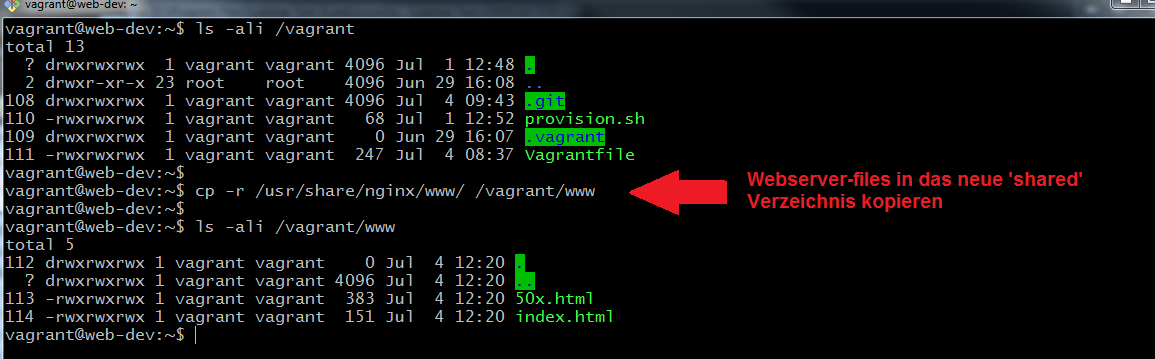 vagrant@web-dev: ~
vagrant@web-dev:~$ ls -ali /vagrant
total 13
? drwxrwxrwx 1 vagrant vagrant 4096 Jul 1 12:48 .
2 drwxr-xr-x 23 root root 4096 Jun 29 16:08 ..
108 drwxrwxrwx 1 vagrant vagrant 4096 Jul 4 09:43 .git
110 -rwxrwxrwx 1 vagrant vagrant 68 Jul 1 12:52 provision.sh
109 drwxrwxrwx 1 vagrant vagrant 0 Jun 29 16:07 .vagrant
111 -rwxrwxrwx 1 vagrant vagrant 247 Jul 4 08:37 Vagrantfile
vagrant@web-dev:~$
vagrant@web-dev:~$ cp -r /usr/share/nginx/www/ /vagrant/www
Webserver-files in das neue 'shared'
Verzeichnis kopieren
vagrant@web-dev:~$
vagrant@web-dev:~$ ls -ali /vagrant/www
total 5
112 drwxrwxrwx 1 vagrant vagrant 0 Jul 4 12:20 .
? drwxrwxrwx 1 vagrant vagrant 4096 Jul 4 12:20 ..
113 -rwxrwxrwx 1 vagrant vagrant 383 Jul 4 12:20 50x.html
114 -rwxrwxrwx 1 vagrant vagrant 151 Jul 4 12:20 index.html
vagrant@web-dev:~$